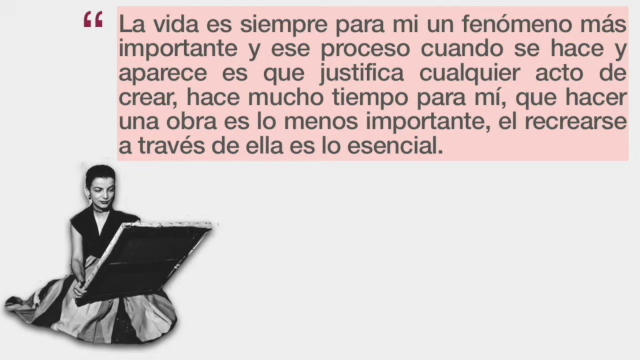 “ La vida es siempre para mi un fenómeno más
importante y ese proceso cuando se hace y
aparece es que justifica cualquier acto de
crear, hace mucho tiempo para mí, que hacer
una obra es lo menos importante, el recrearse
a través de ella es lo esencial.